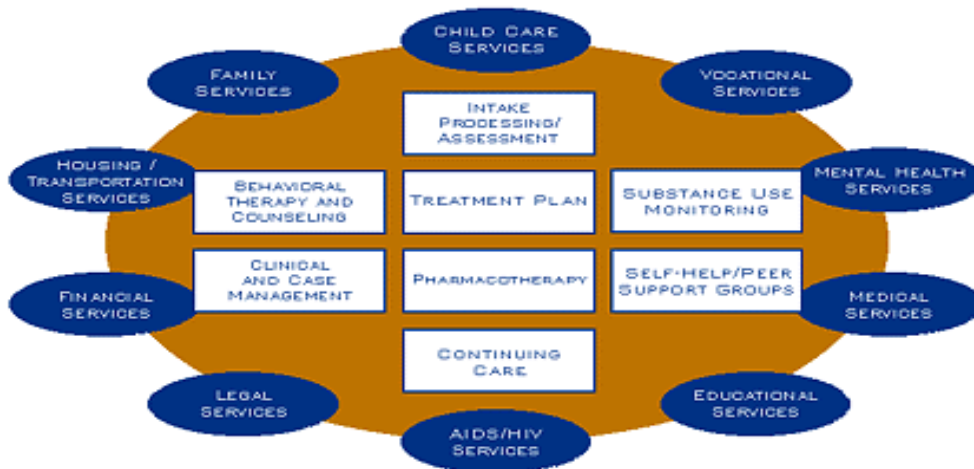 CHILD CARE
SERVICES
FAMILY
SERVICES
VOCATIONAL
SERVICES
INTAKE
PROCESSING/
ASSESSMENT
HOUSING /
TRANSPORTATION
SERVICES
BEHAVIORAL
THERAPY AND
COUNSELING
TREATMENT PLAN
SUBSTANCE USE
MONITORING
MENTAL HEALTH
SERVICES
FINANCIAL
SERVICES
CLINICAL
AND CASE
MANAGEMENT
PHARMACOTHERAPY
SELF-HELP/PEER
SUPPORT GROUPS
MEDICAL
SERVICES
CONTINUING
CARE
LEGAL
SERVICES
EDUCATIONAL
SERVICES
AIDS/HIV
SERVICES